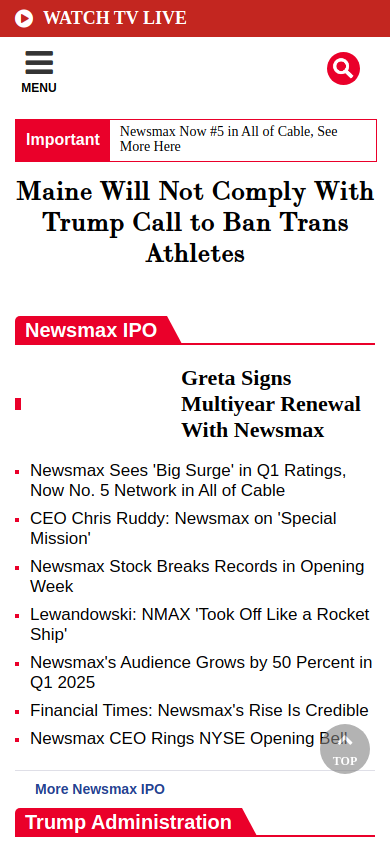 WATCH TV LIVE
MENU
Important
Newsmax Now #5 in All of Cable, See
More Here
Maine Will Not Comply With
Trump Call to Ban Trans
Athletes
Newsmax IPO
Greta Signs
Multiyear Renewal
With Newsmax
Newsmax Sees 'Big Surge' in Q1 Ratings,
Now No. 5 Network in All of Cable
CEO Chris Ruddy: Newsmax on 'Special
Mission'
Newsmax Stock Breaks Records in Opening
Week
Lewandowski: NMAX 'Took Off Like a Rocket
Ship'
Newsmax's Audience Grows by 50 Percent in
Q1 2025
Financial Times: Newsmax's Rise Is Credible
Newsmax CEO Rings NYSE Opening Bell
TOP
More Newsmax IPO
Trump Administration